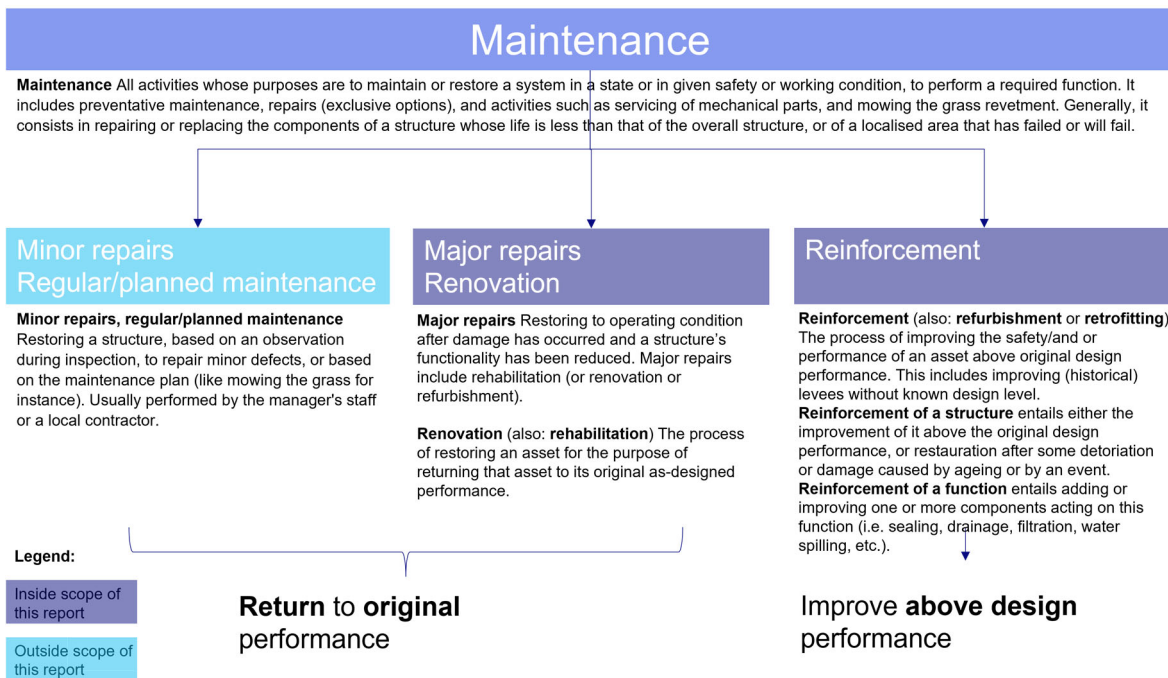 Maintenance
Maintenance All activities whose purposes are to maintain or restore a system in a state or in given safety or working condition, to perform a required function. It
includes preventative maintenance, repairs (exclusive options), and activities such as servicing of mechanical parts, and mowing the grass revetment. Generally, it
consists in repairing or replacing the components of a structure whose life is less than that of the overall structure, or of a localised area that has failed or will fail.
Minor repairs
Regular/planned maintenance
Minor repairs, regular/planned maintenance
Restoring a structure, based on an observation
during inspection, to repair minor defects, or based
on the maintenance plan (like mowing the grass for
instance). Usually performed by the manager's staff
or a local contractor.
Major repairs
Renovation
Major repairs Restoring to operating condition
after damage has occurred and a structure’s
functionality has been reduced. Major repairs
include rehabilitation (or renovation or
refurbishment).
Renovation (also: rehabilitation) The process
of restoring an asset for the purpose of
returning that asset to its original as-designed
performance.
Reinforcement
Reinforcement (also: refurbishment or retrofitting)
The process of improving the safety/and or
performance of an asset above original design
performance. This includes improving (historical)
levees without known design level.
Reinforcement of a structure entails either the
improvement of it above the original design
performance, or restauration after some detoriation
or damage caused by ageing or by an event.
Reinforcement of a function entails adding or
improving one or more components acting on this
function (i.e. sealing, drainage, filtration, water
spilling, etc.).
Legend:
Inside scope of
this report
Outside scope of
this report
Return to original
performance
Improve above design
performance